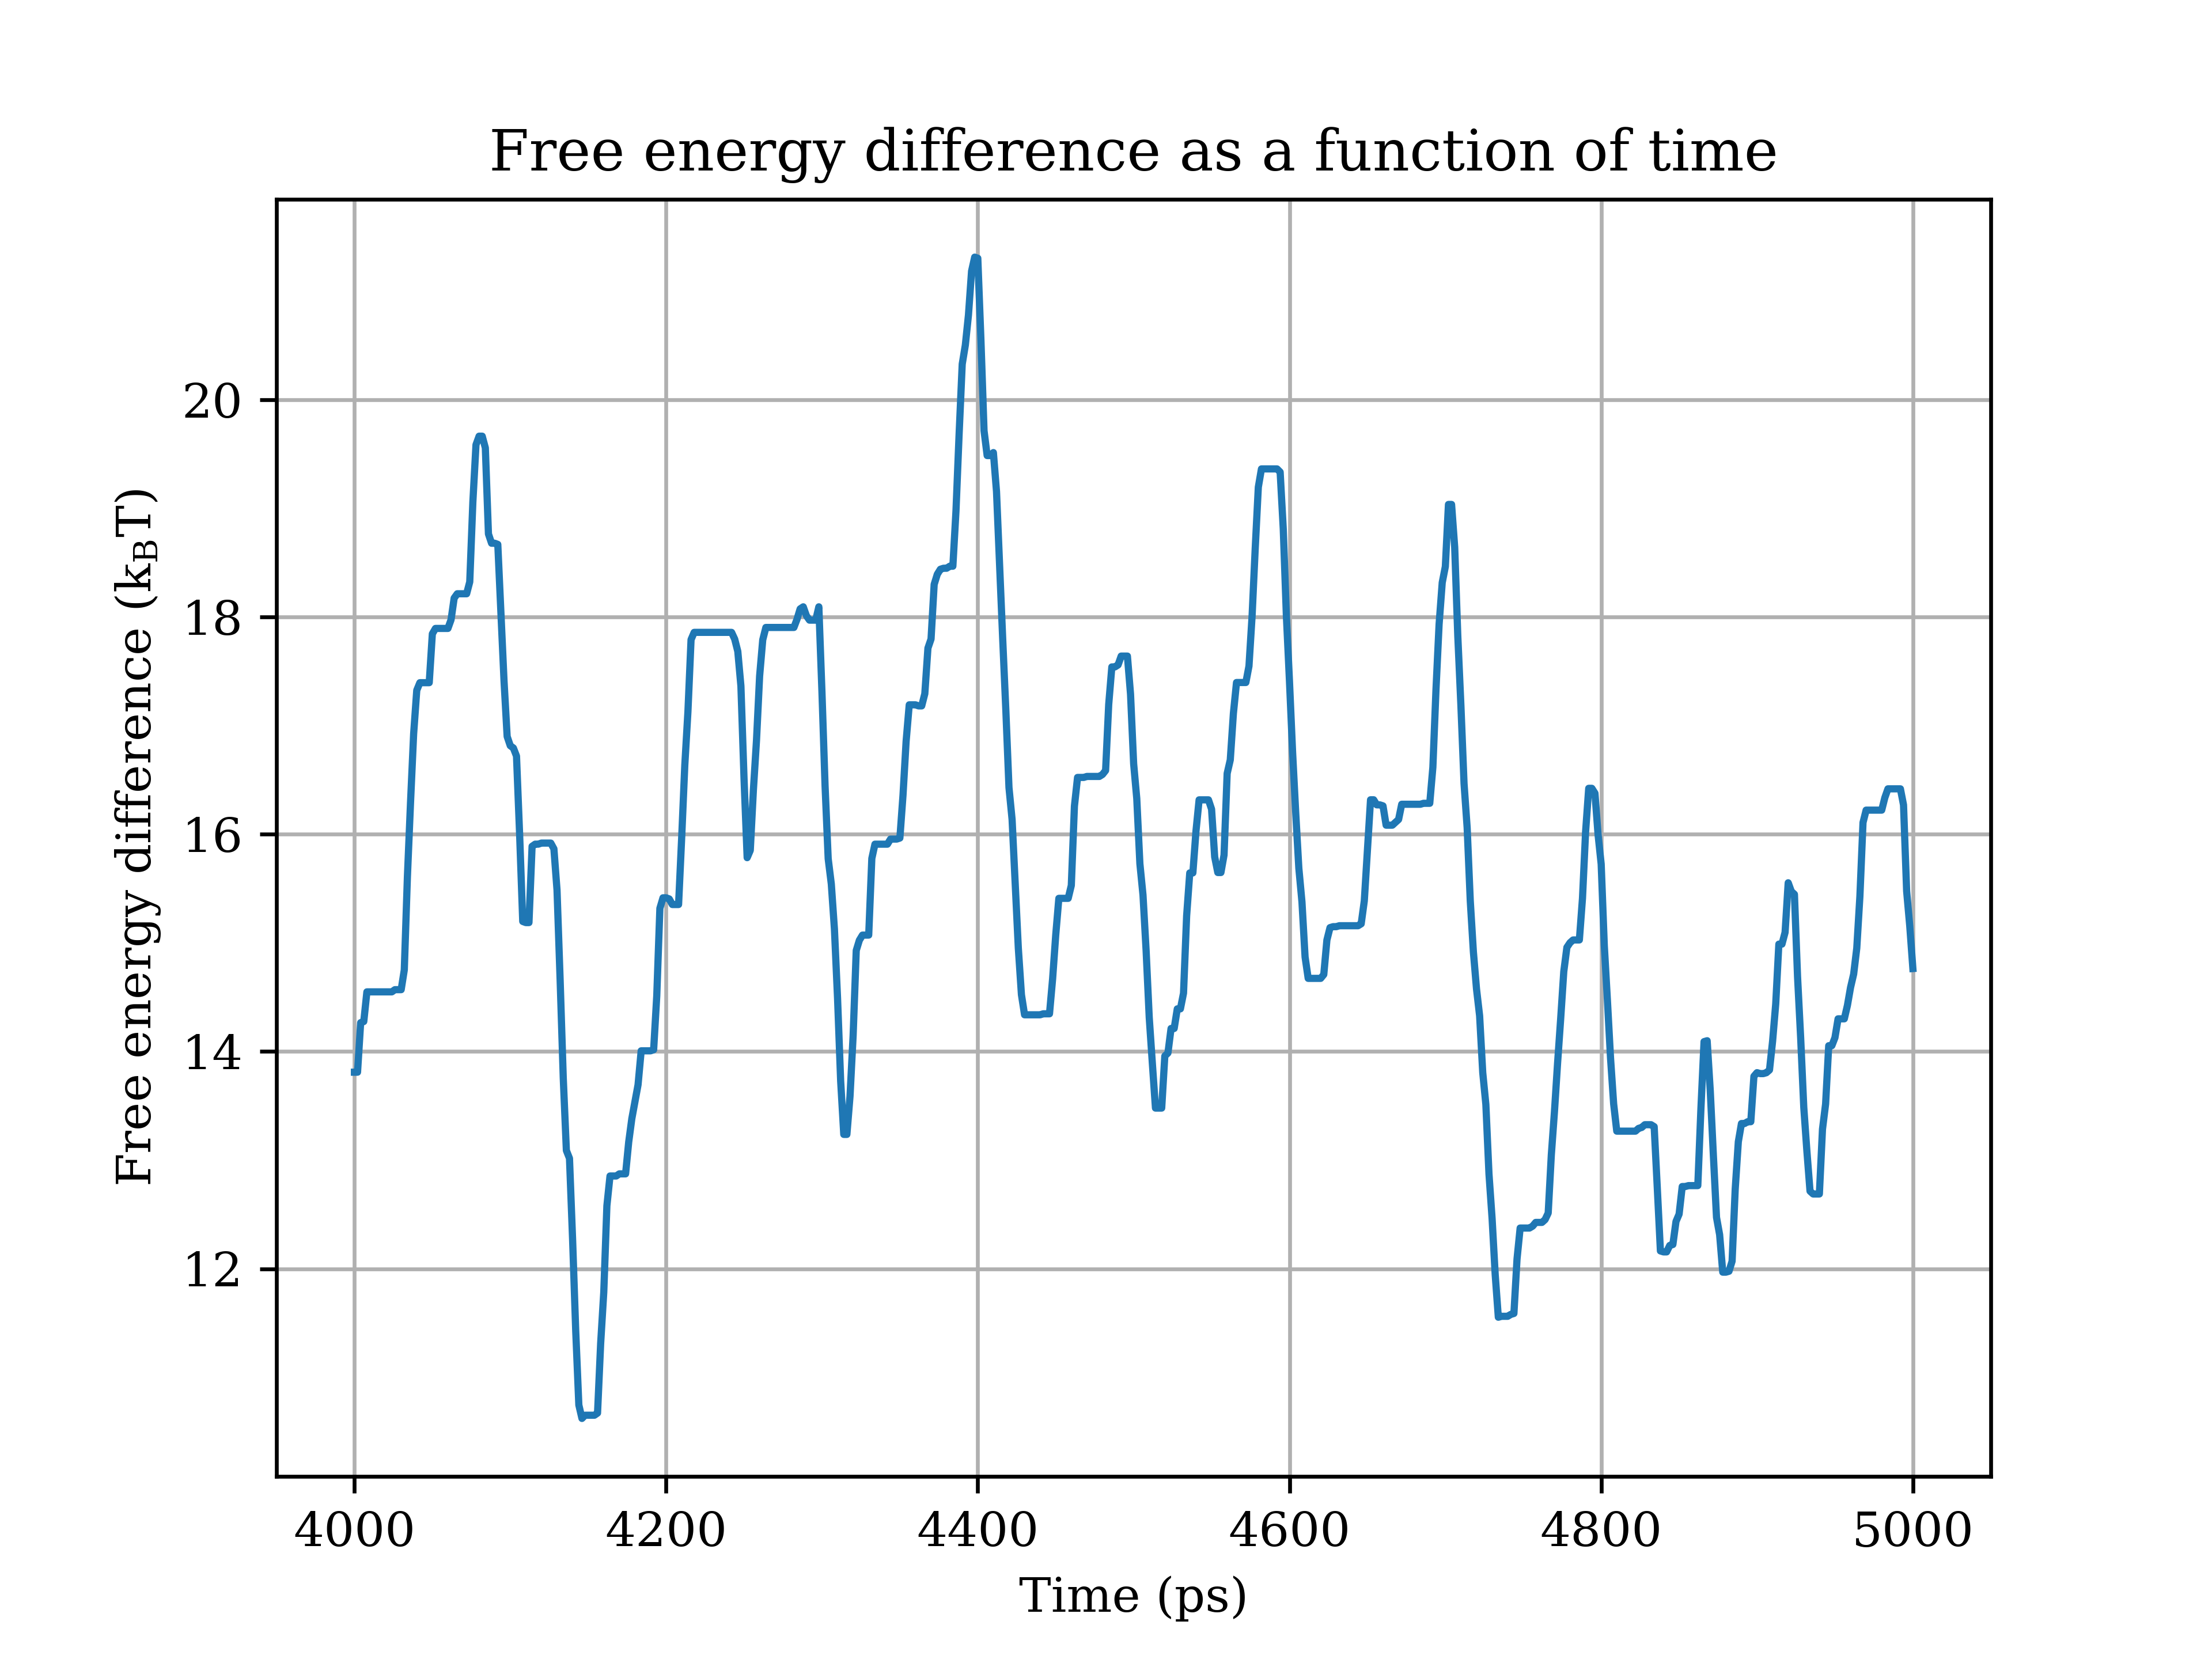 Free energy difference as a function of time
Free energy difference (k_BT)
20
18
16
14
12
4000 4200 4400 4600 4800 5000
Time (ps)